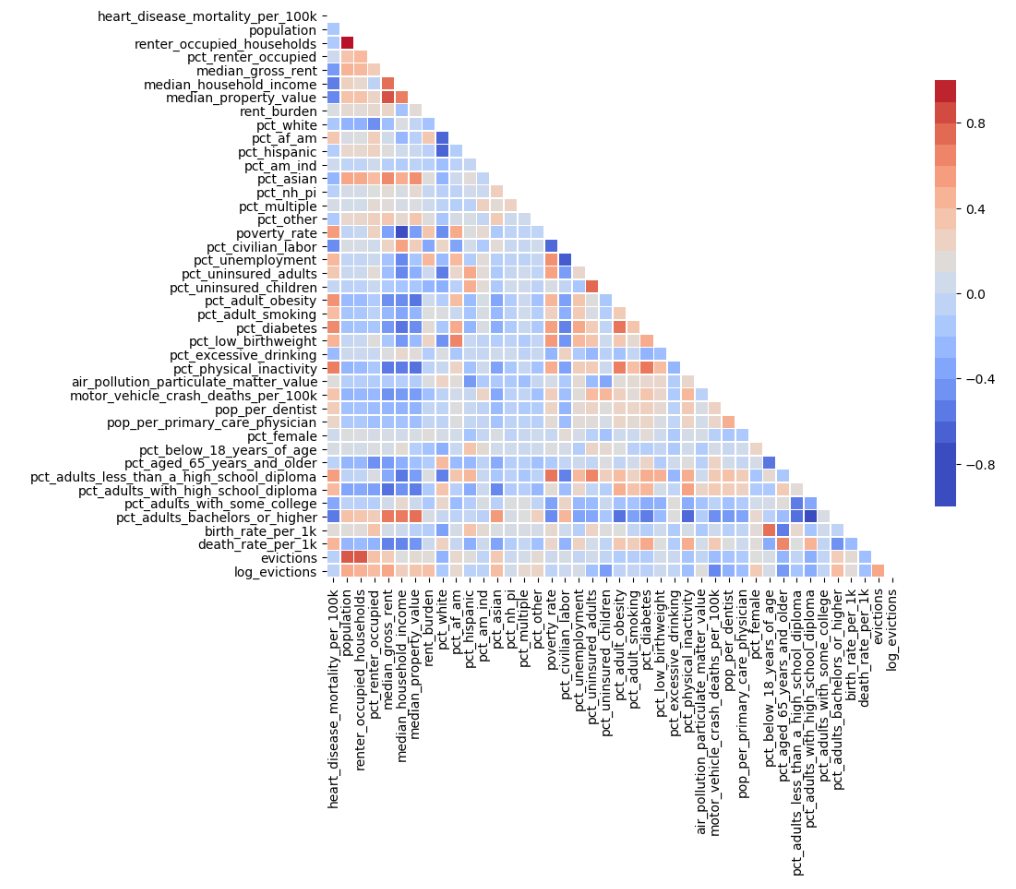 heart_disease_mortality_per_100k
population
renter_occupied_households
pct_renter_occupied
median_gross_rent
median_household_income
median_property_value
rent_burden
pct_white
pct_af_am
pct_hispanic
pct_am_ind
pct_asian
pct_nh_pi
pct_multiple
pct_other
poverty_rate
pct_civilian_labor
pct_unemployment
pct_uninsured_adults
pct_uninsured_children
pct_adult_obesity
pct_adult_smoking
pct_diabetes
pct_low_birthweight
pct_excessive_drinking
pct_physical_inactivity
air_pollution_particulate_matter_value
motor_vehicle_crash_deaths_per_100k
pop_per_dentist
pop_per_primary_care_physician
pct_female
pct_below_18_years_of_age
pct_aged_65_years_and_older
pct_adults_less_than_a_high_school_diploma
pct_adults_with_high_school_diploma
pct_adults_with_some_college
pct_adults_bachelors_or_higher
birth_rate_per_1k
death_rate_per_1k
evictions
log_evictions
heart_disease_mortality_per_100k
population
renter_occupied_households
pct_renter_occupied
median_gross_rent
median_household_income
median_property_value
rent_burden
pct_white
pct_af_am
pct_hispanic
pct_am_ind
pct_asian
pct_nh_pi
pct_multiple
pct_other
poverty_rate
pct_civilian_labor
pct_unemployment
pct_uninsured_adults
pct_uninsured_children
pct_adult_obesity
pct_adult_smoking
pct_diabetes
pct_low_birthweight
pct_excessive_drinking
pct_physical_inactivity
air_pollution_particulate_matter_value
motor_vehicle_crash_deaths_per_100k
pop_per_dentist
pop_per_primary_care_physician
pct_female
pct_below_18_years_of_age
pct_aged_65_years_and_older
pct_adults_less_than_a_high_school_diploma
pct_adults_with_high_school_diploma
pct_adults_with_some_college
pct_adults_bachelors_or_higher
birth_rate_per_1k
death_rate_per_1k
evictions
log_evictions
0.8
0.4
0.0
−0.4
−0.8